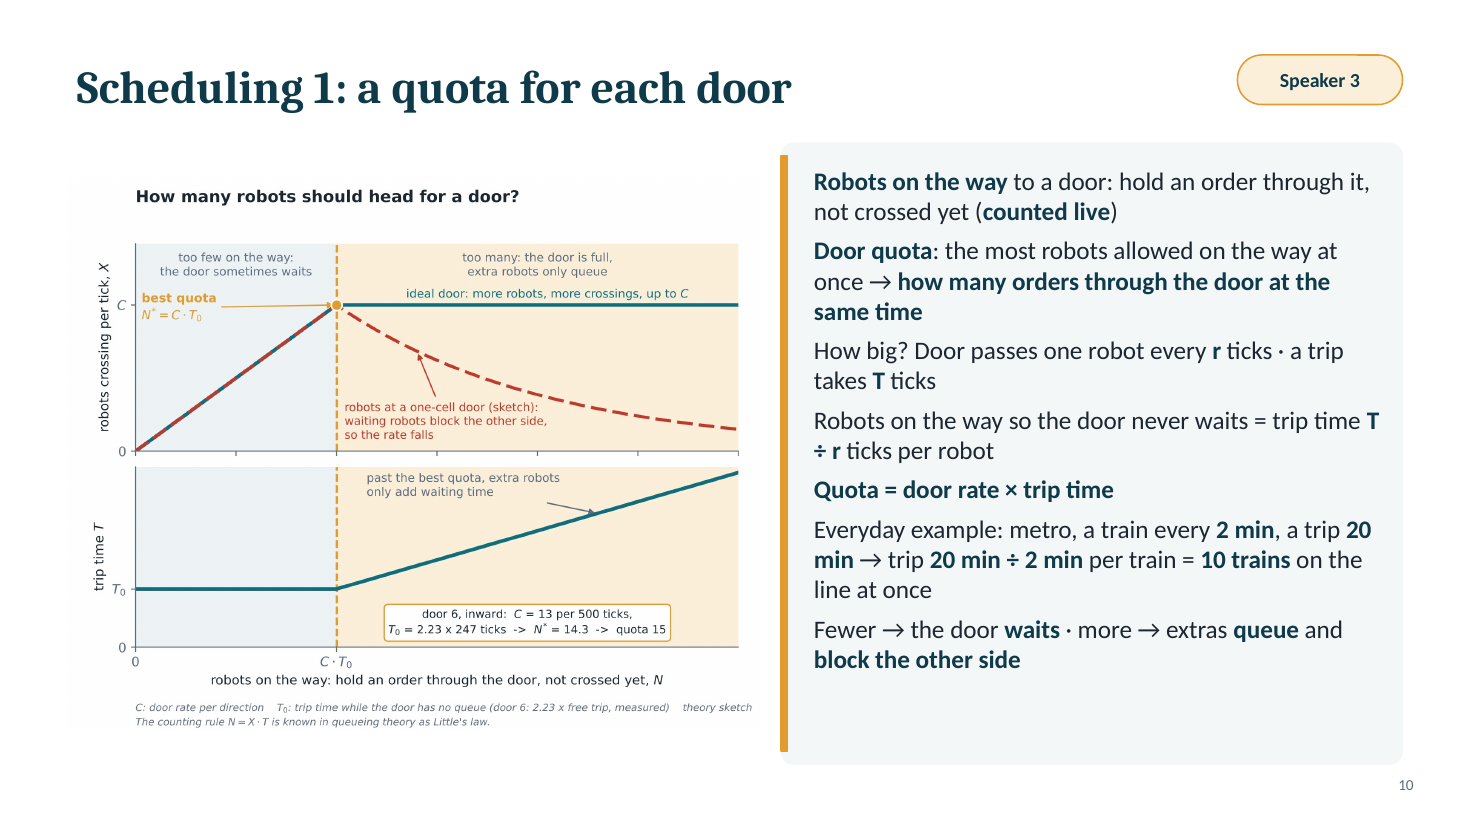 Scheduling 1: a quota for each door
Speaker 3
How many robots should head for a door?
too few on the way:
the door sometimes waits
too many: the door is full,
extra robots only queue
ideal door: more robots, more crossings, up to C
best quota
N* = C · T₀
C
robots crossing per tick, X
robots at a one-cell door (sketch):
waiting robots block the other side,
so the rate falls
0
past the best quota, extra robots
only add waiting time
trip time T
T₀
door 6, inward:  C = 13 per 500 ticks,
T₀ = 2.23 x 247 ticks  ->  N* = 14.3  ->  quota 15
0
0
C · T₀
robots on the way: hold an order through the door, not crossed yet, N
C: door rate per direction    T₀: trip time while the door has no queue (door 6: 2.23 x free trip, measured)    theory sketch
The counting rule N = X · T is known in queueing theory as Little's law.
Robots on the way to a door: hold an order through it,
not crossed yet (counted live)
Door quota: the most robots allowed on the way at
once → how many orders through the door at the
same time
How big? Door passes one robot every r ticks · a trip
takes T ticks
Robots on the way so the door never waits = trip time T
÷ r ticks per robot
Quota = door rate × trip time
Everyday example: metro, a train every 2 min, a trip 20
min → trip 20 min ÷ 2 min per train = 10 trains on the
line at once
Fewer → the door waits · more → extras queue and
block the other side
10